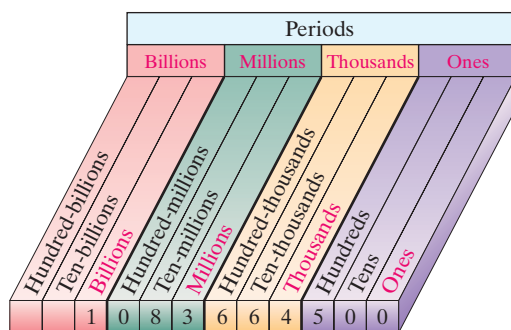 Periods
Billions Millions Thousands Ones
Hundred-billions
Ten-billions
Billions
Hundred-millions
Ten-millions
Millions
Hundred-thousands
Ten-thousands
Thousands
Hundreds
Tens
Ones
1 0 8 3 6 6 4 5 0 0